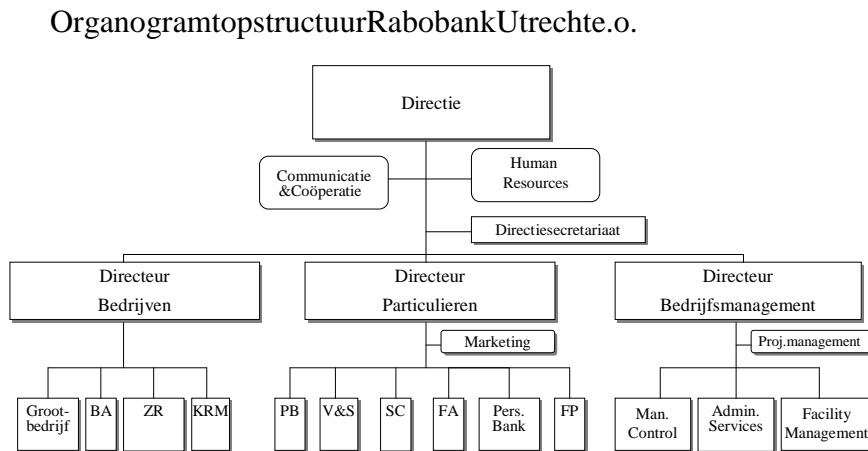 OrganogramtopstructuurRabobankUtrechte.o.
Directie
Communicatie
&Coöperatie
Human
Resources
Directiesecretariaat
Directeur
Bedrijven
Directeur
Particulieren
Directeur
Bedrijfsmanagement
Marketing
Proj.management
Groot-
bedrijf
BA
ZR
KRM
PB
V&S
SC
FA
Pers.
Bank
FP
Man.
Control
Admin.
Services
Facility
Management